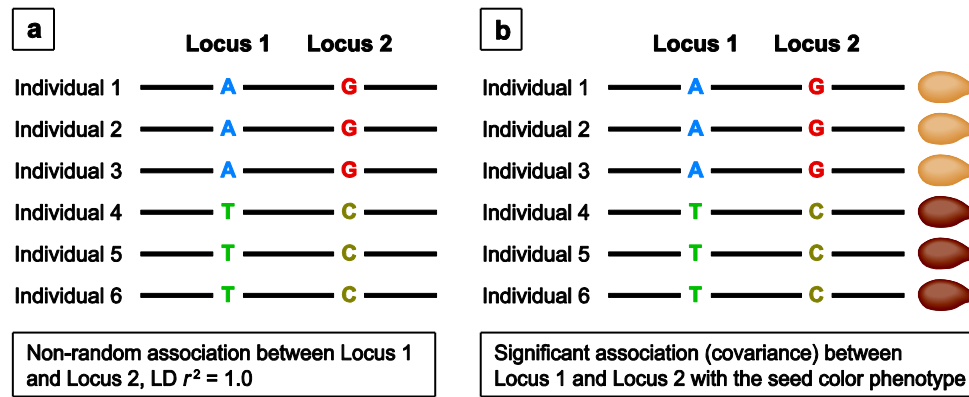 a
Locus 1 Locus 2
Individual 1 A G
Individual 2 A G
Individual 3 A G
Individual 4 T C
Individual 5 T C
Individual 6 T C
Non-random association between Locus 1
and Locus 2, LD r² = 1.0
b
Locus 1 Locus 2
Individual 1 A G
Individual 2 A G
Individual 3 A G
Individual 4 T C
Individual 5 T C
Individual 6 T C
Significant association (covariance) between
Locus 1 and Locus 2 with the seed color phenotype